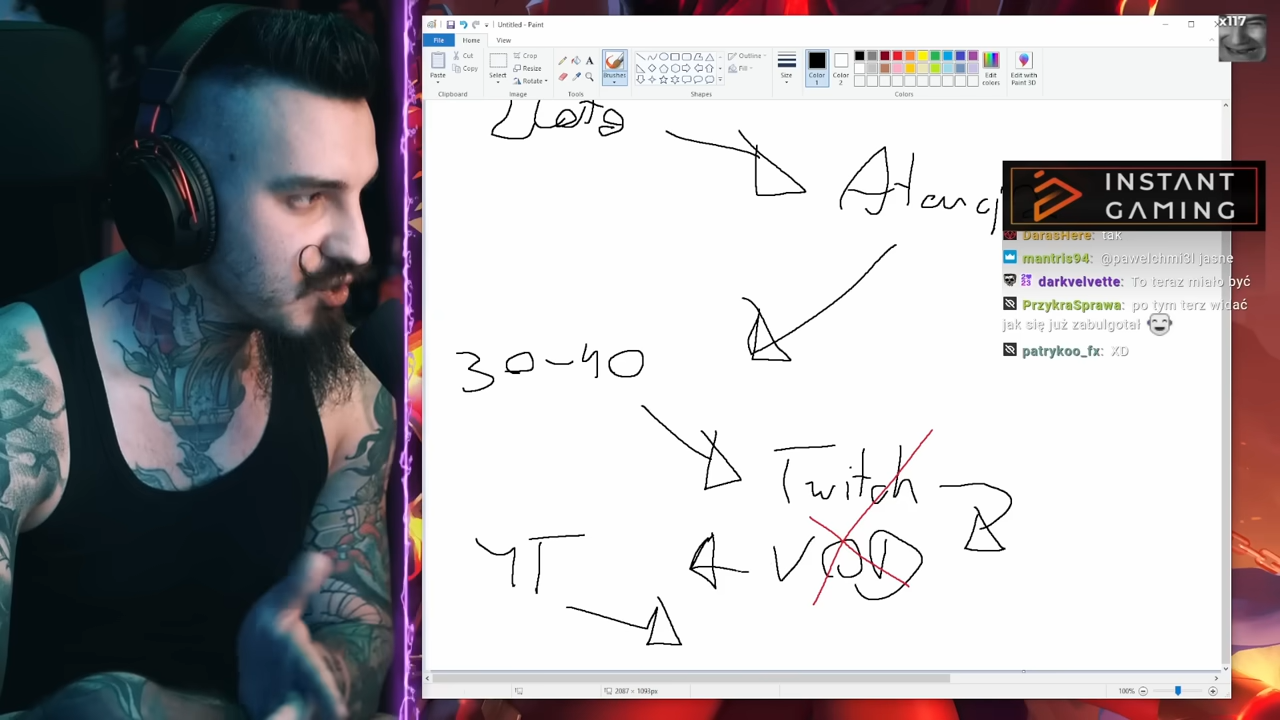 Untitled - Paint
x117
File Home View
Paste
Cut
Copy
Clipboard
Select
Crop
Resize
Rotate
Image
A
Tools
Brushes
Shapes
Outline
Fill
Size
Color 1
Color 2
Colors
Edit colors
Edit with Paint 3D
INSTANT GAMING
DarasHere: tak
mantris94: @pawelchmi3l jasne
darkvelvette: To teraz miało być
PrzykraSprawa: po tym terz widać
jak się już zabulgotał
patrykoo_fx: XD
30-40
Twitch
YT
VOD
2087 × 1093px
100%